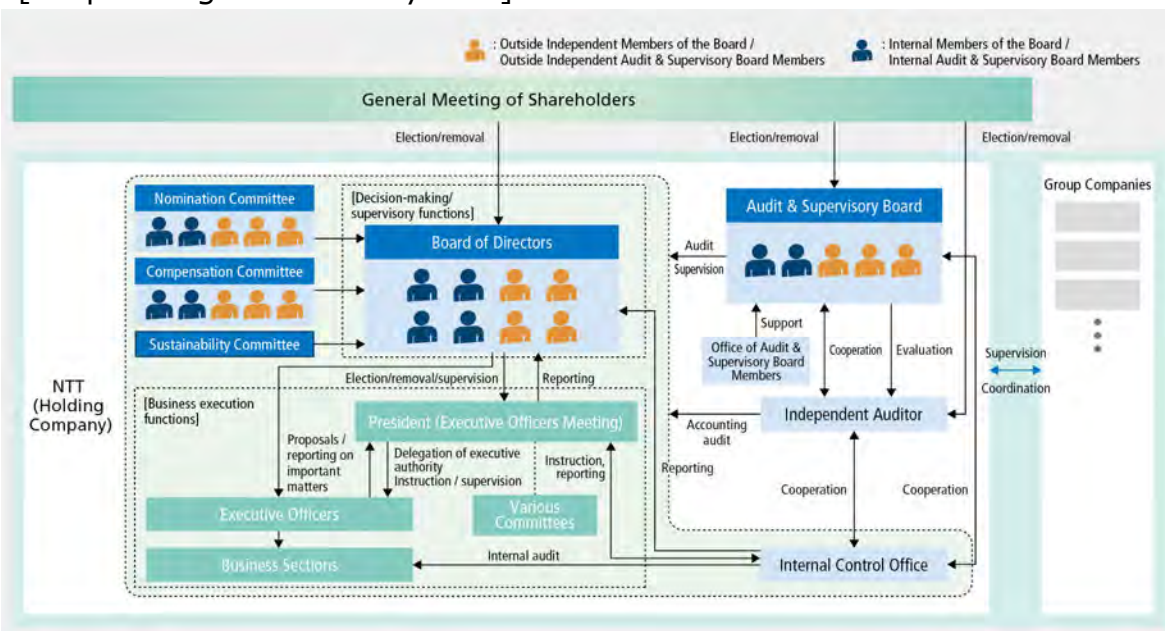 : Outside Independent Members of the Board /
Outside Independent Audit & Supervisory Board Members
: Internal Members of the Board /
Internal Audit & Supervisory Board Members
General Meeting of Shareholders
Election/removal
Election/removal
Election/removal
NTT
(Holding
Company)
Nomination Committee
Compensation Committee
Sustainability Committee
[Decision-making/
supervisory functions]
Board of Directors
Audit
Supervision
Audit & Supervisory Board
Support
Office of Audit &
Supervisory Board
Members
Cooperation
Evaluation
Group Companies
Supervision
Coordination
Election/removal/supervision
Reporting
[Business execution
functions]
President (Executive Officers Meeting)
Accounting
audit
Independent Auditor
Proposals /
reporting on
important
matters
Delegation of executive
authority
Instruction / supervision
Instruction,
reporting
Reporting
Cooperation
Cooperation
Executive Officers
Various
Committees
Business Sections
Internal audit
Internal Control Office